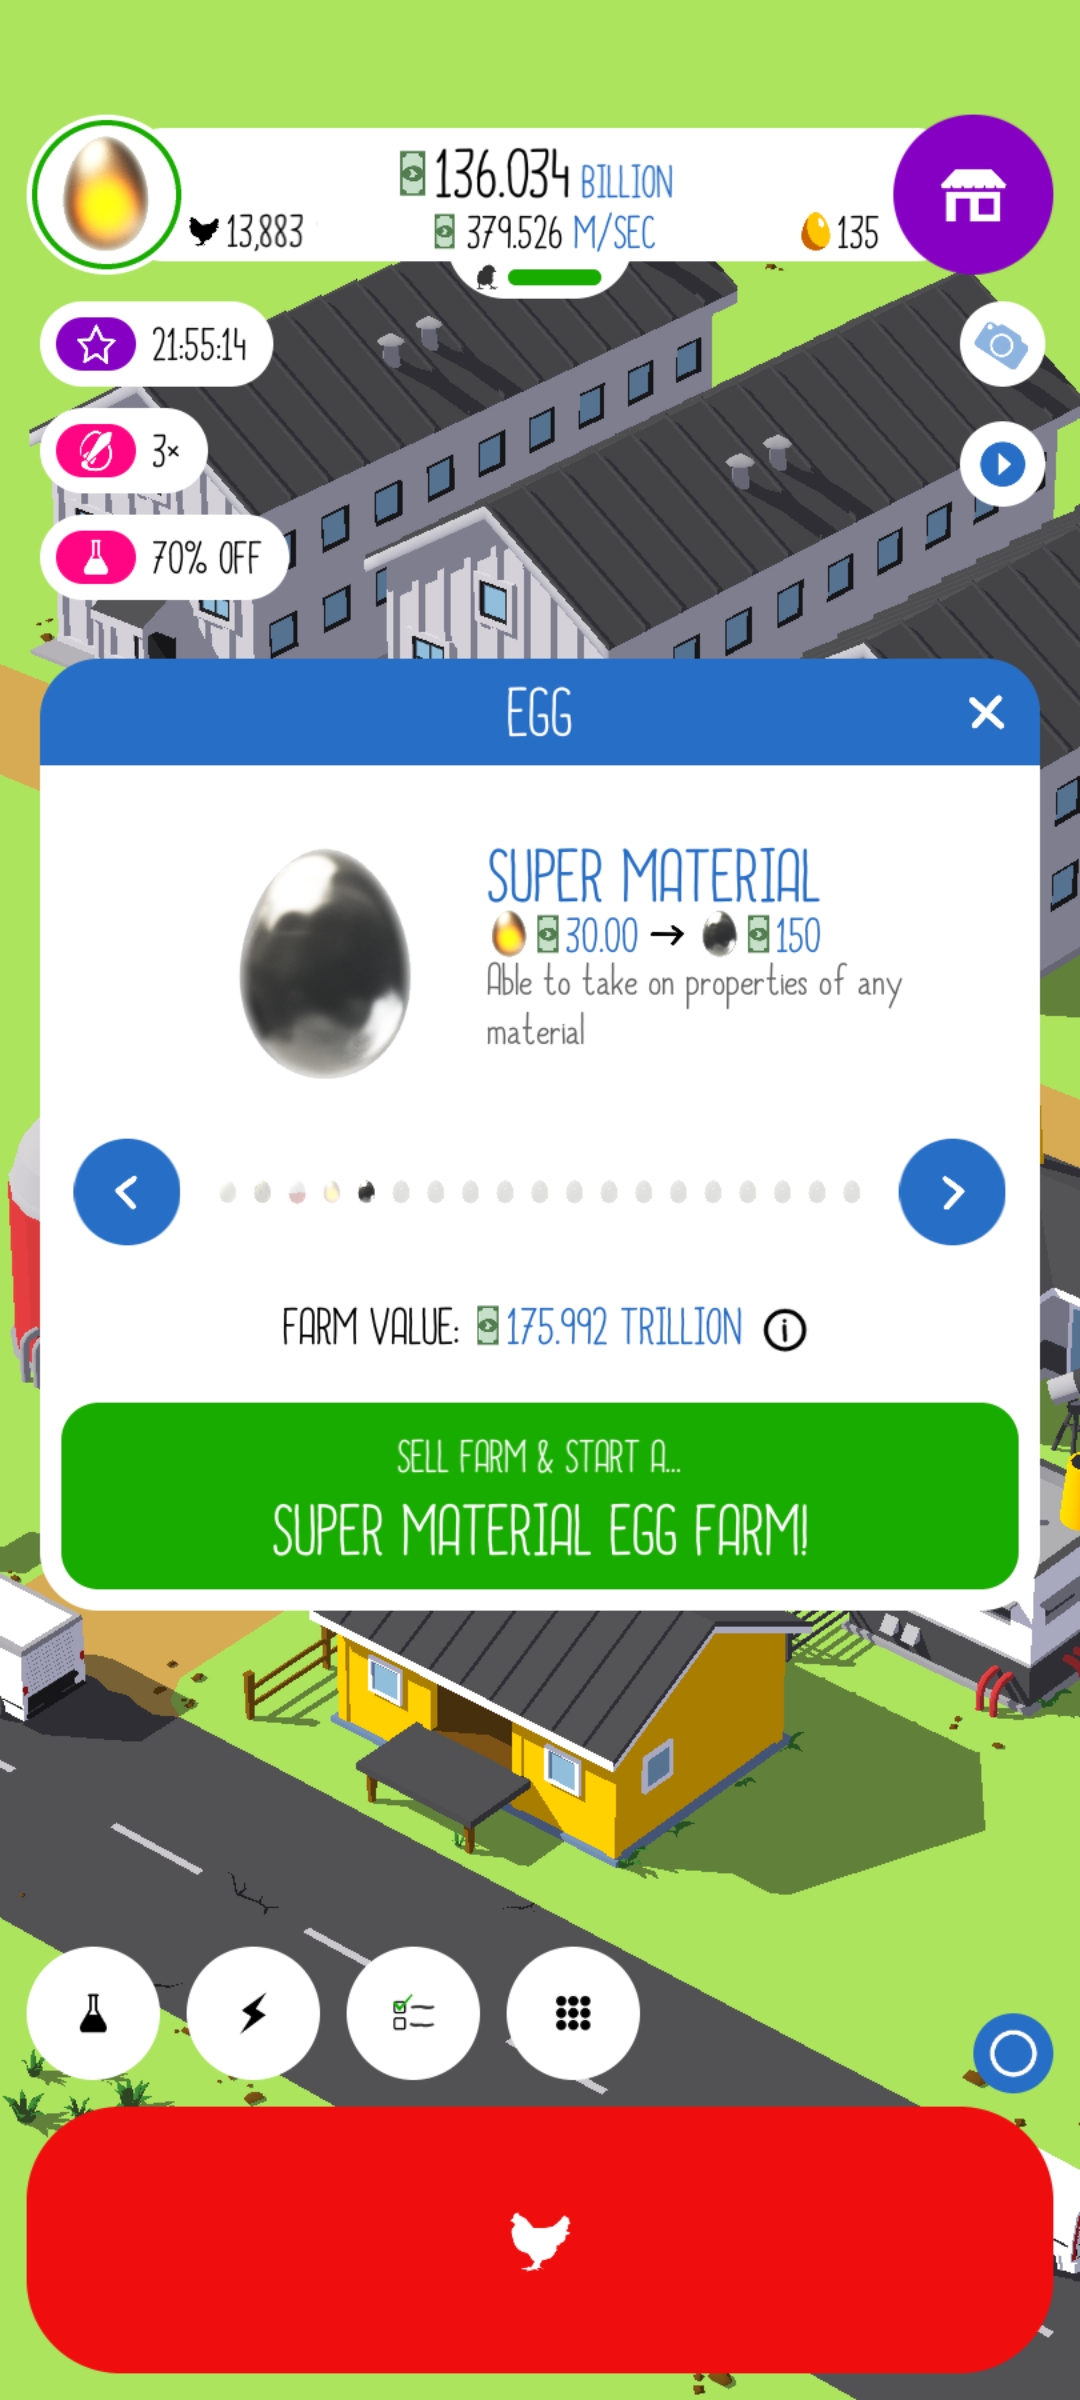 136.034 BILLION
13,883
379.526 M/SEC
135
21:55:14
3×
70% OFF
EGG
SUPER MATERIAL
30.00 → 150
Able to take on properties of any
material
FARM VALUE: 175.992 TRILLION
SELL FARM & START A...
SUPER MATERIAL EGG FARM!